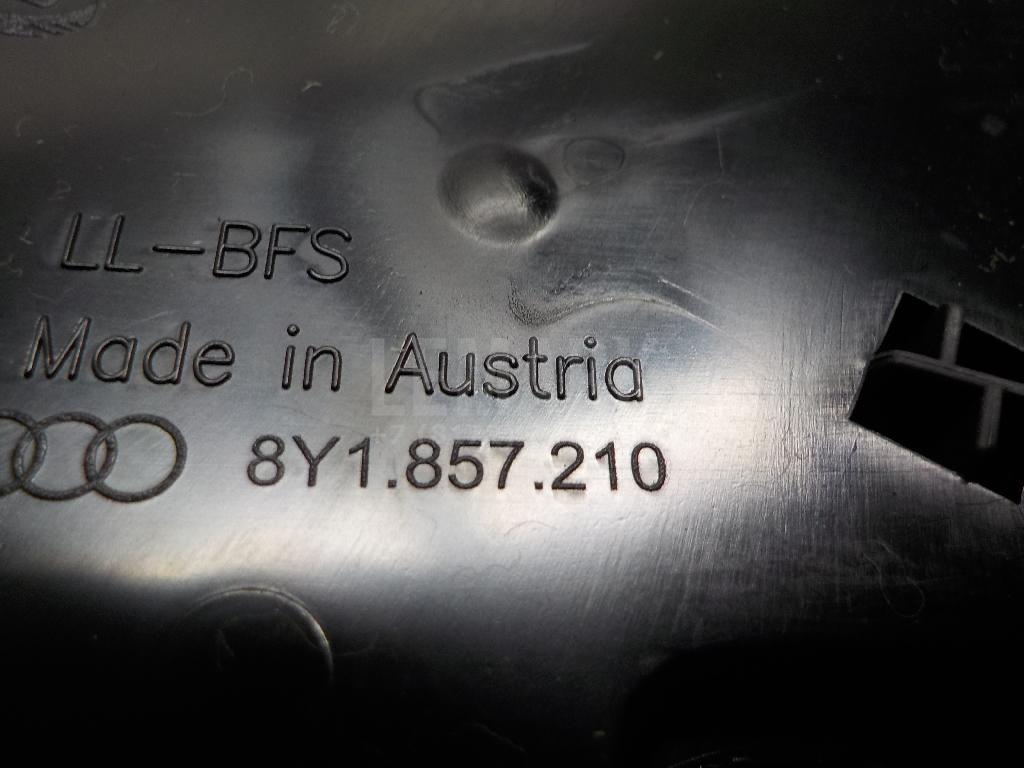 LL-BFS
Made in Austria
8Y1.857.210